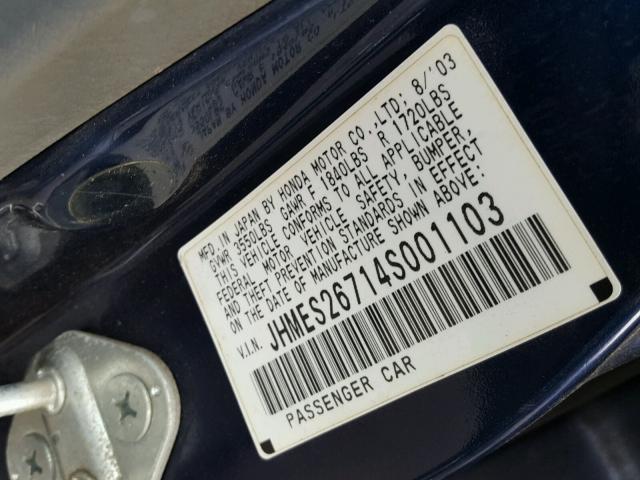 MFD. IN JAPAN BY HONDA MOTOR CO.,LTD; 8/'03
GVWR 3550LBS GAWR F 1840LBS R 1720LBS
THIS VEHICLE CONFORMS TO ALL APPLICABLE
FEDERAL MOTOR VEHICLE SAFETY, BUMPER,
AND THEFT PREVENTION STANDARDS IN EFFECT
ON THE DATE OF MANUFACTURE SHOWN ABOVE:
V.I.N. JHMES26714S001103
PASSENGER CAR